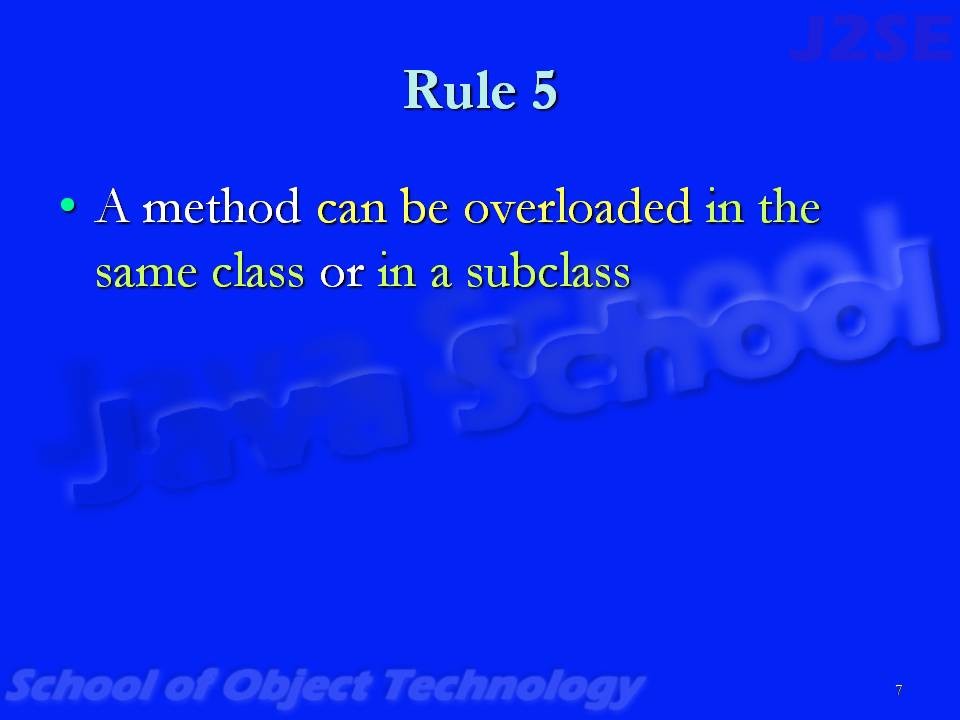 J2SE
Rule 5
• A method can be overloaded in the
same class or in a subclass
Java School
School of Object Technology
7